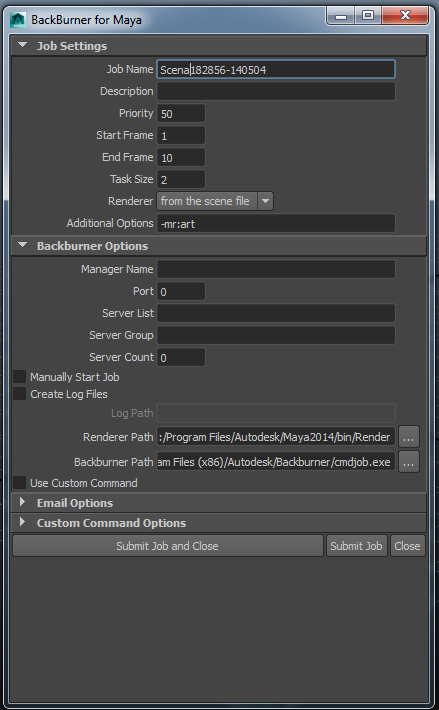 BackBurner for Maya
Job Settings
Job Name Scena182856-140504
Description
Priority 50
Start Frame 1
End Frame 10
Task Size 2
Renderer from the scene file
Additional Options -mr:art
Backburner Options
Manager Name
Port 0
Server List
Server Group
Server Count 0
Manually Start Job
Create Log Files
Log Path
Renderer Path :/Program Files/Autodesk/Maya2014/bin/Render ...
Backburner Path am Files (x86)/Autodesk/Backburner/cmdjob.exe ...
Use Custom Command
Email Options
Custom Command Options
Submit Job and Close Submit Job Close